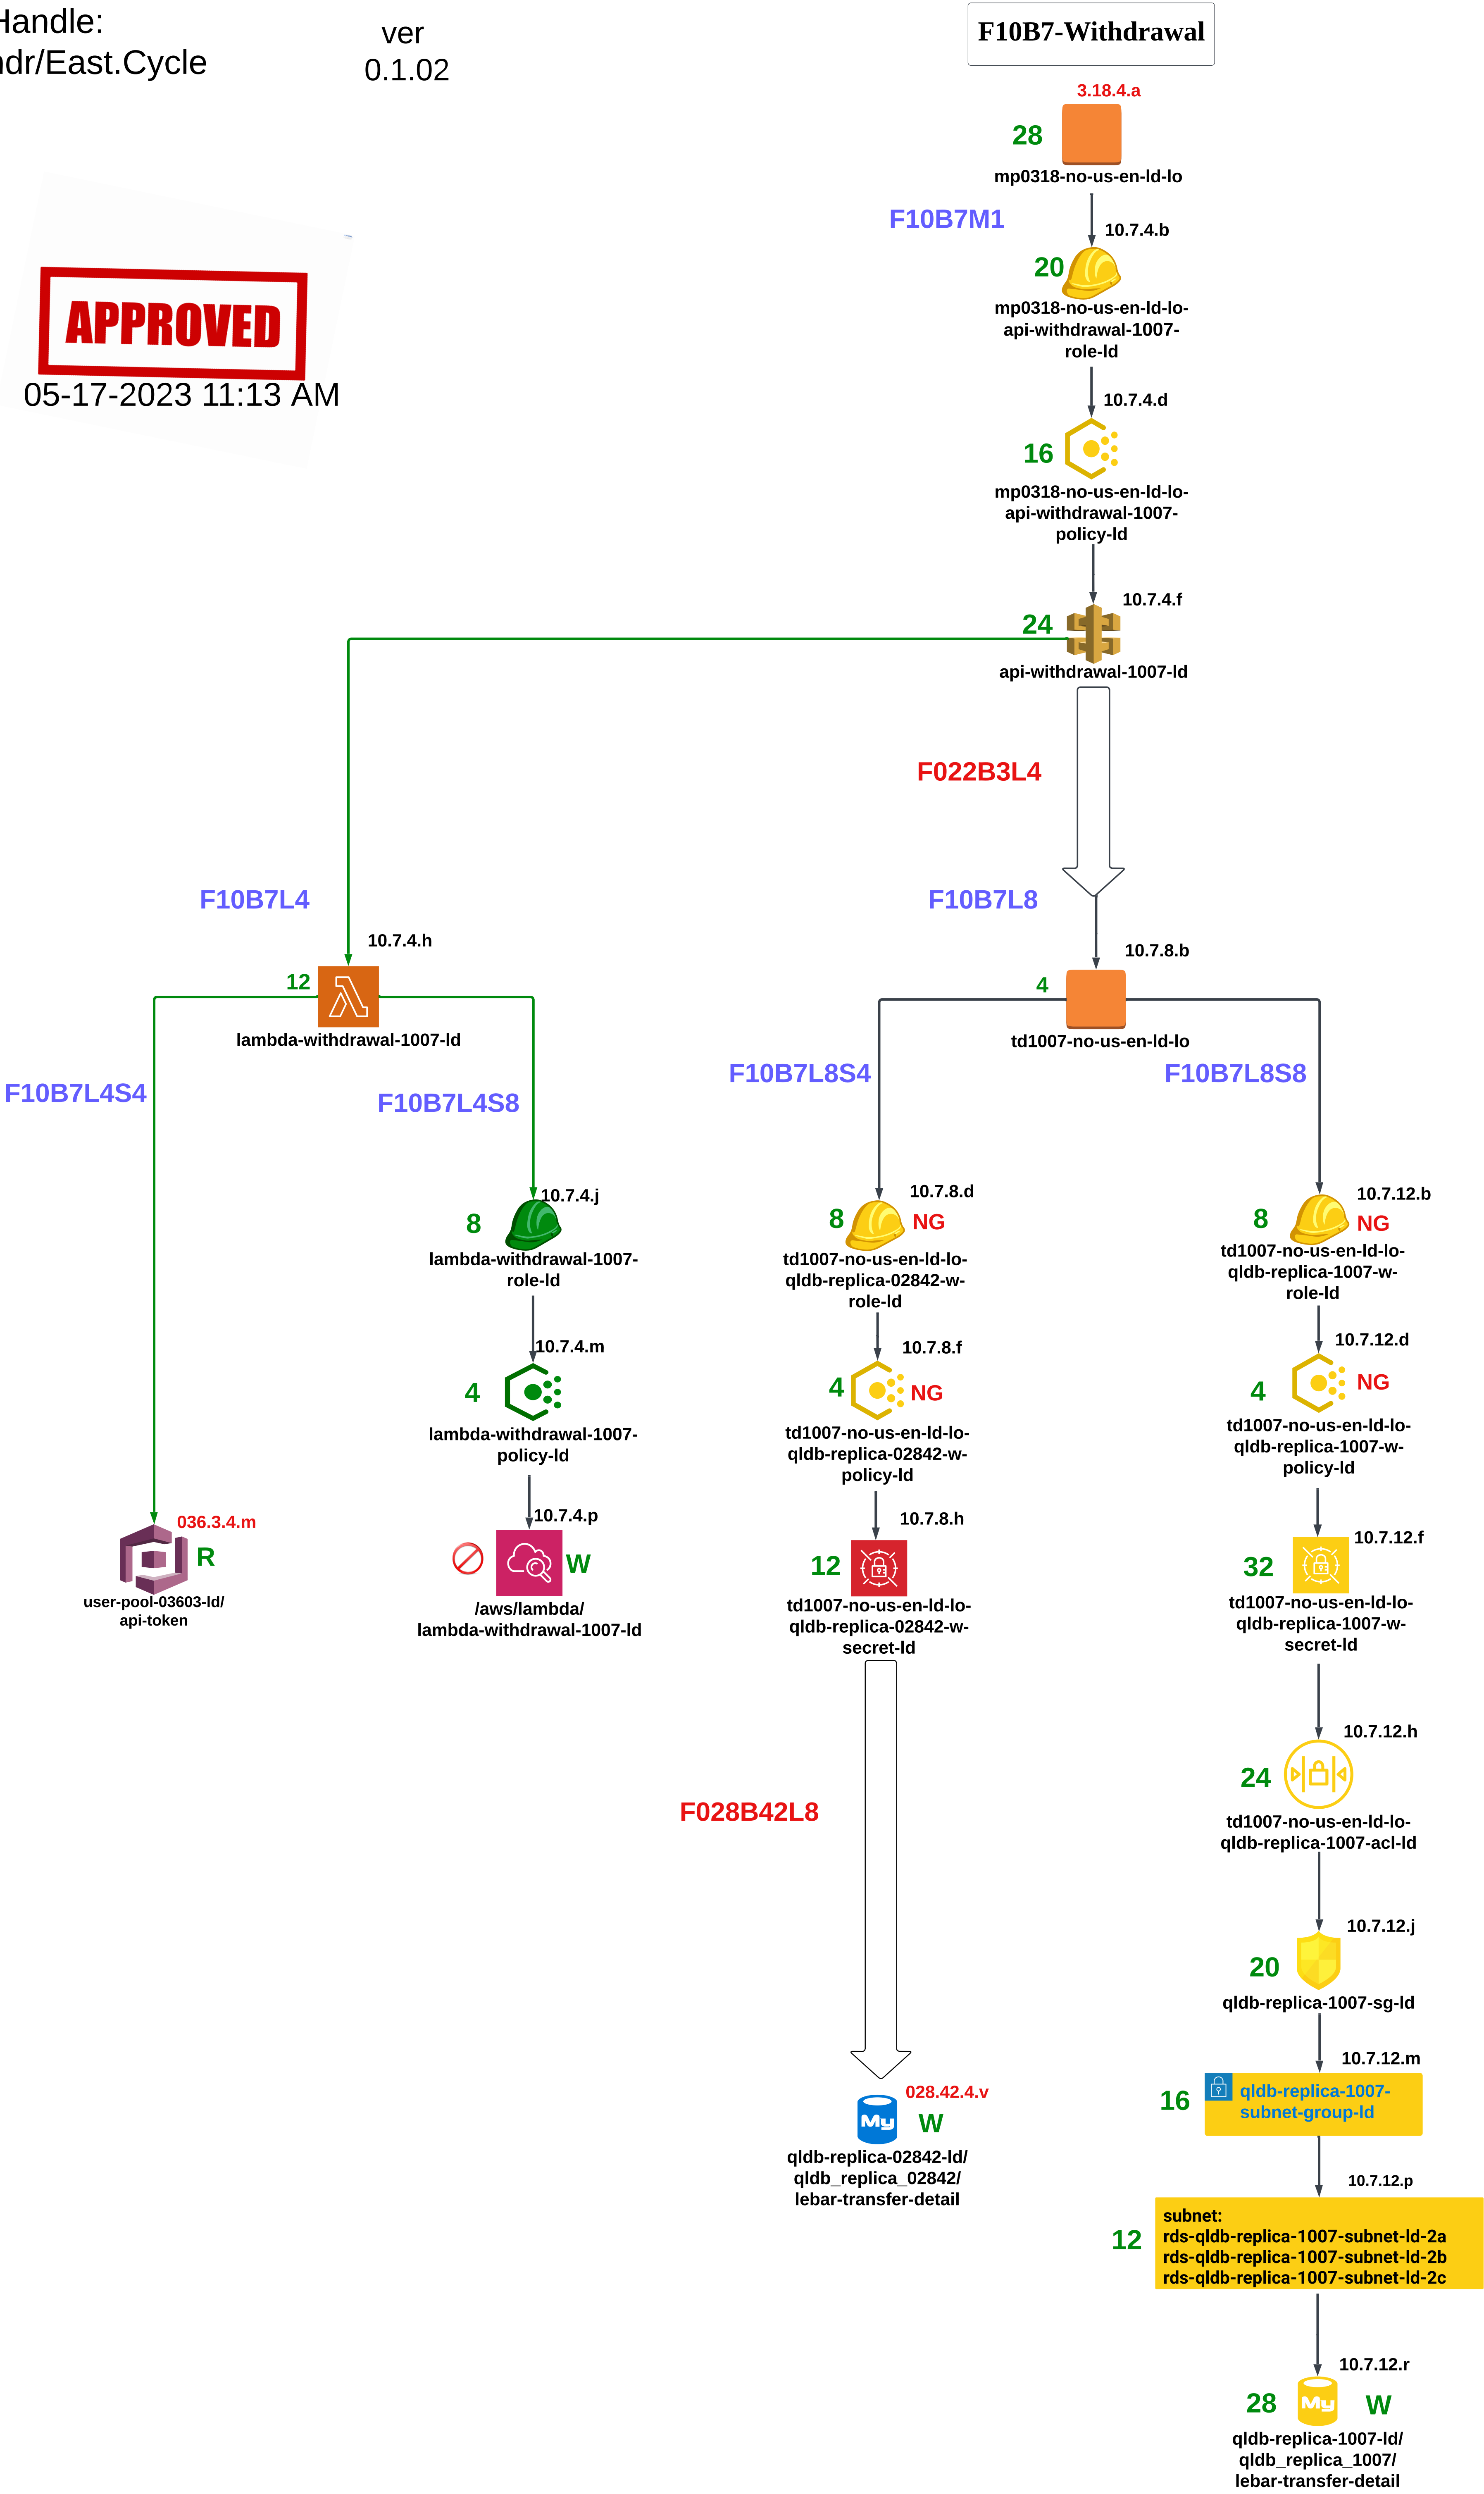 Handle:
ndr/East.Cycle
ver
0.1.02
F10B7-Withdrawal
APPROVED
05-17-2023 11:13 AM
3.18.4.a
28
mp0318-no-us-en-ld-lo
F10B7M1
10.7.4.b
20
mp0318-no-us-en-ld-lo-
api-withdrawal-1007-
role-ld
10.7.4.d
16
mp0318-no-us-en-ld-lo-
api-withdrawal-1007-
policy-ld
10.7.4.f
24
api-withdrawal-1007-ld
F022B3L4
F10B7L4
10.7.4.h
12
lambda-withdrawal-1007-ld
F10B7L4S4
F10B7L4S8
10.7.4.j
8
lambda-withdrawal-1007-
role-ld
10.7.4.m
4
lambda-withdrawal-1007-
policy-ld
036.3.4.m
R
user-pool-03603-ld/
api-token
10.7.4.p
W
/aws/lambda/
lambda-withdrawal-1007-ld
F10B7L8
10.7.8.b
4
td1007-no-us-en-ld-lo
F10B7L8S4
F10B7L8S8
10.7.8.d
8
NG
td1007-no-us-en-ld-lo-
qldb-replica-02842-w-
role-ld
10.7.8.f
4
NG
td1007-no-us-en-ld-lo-
qldb-replica-02842-w-
policy-ld
10.7.8.h
12
td1007-no-us-en-ld-lo-
qldb-replica-02842-w-
secret-ld
F028B42L8
028.42.4.v
My
W
qldb-replica-02842-ld/
qldb_replica_02842/
lebar-transfer-detail
10.7.12.b
8
NG
td1007-no-us-en-ld-lo-
qldb-replica-1007-w-
role-ld
10.7.12.d
4
NG
td1007-no-us-en-ld-lo-
qldb-replica-1007-w-
policy-ld
10.7.12.f
32
td1007-no-us-en-ld-lo-
qldb-replica-1007-w-
secret-ld
10.7.12.h
24
td1007-no-us-en-ld-lo-
qldb-replica-1007-acl-ld
10.7.12.j
20
qldb-replica-1007-sg-ld
10.7.12.m
16
qldb-replica-1007-
subnet-group-ld
10.7.12.p
12
subnet:
rds-qldb-replica-1007-subnet-ld-2a
rds-qldb-replica-1007-subnet-ld-2b
rds-qldb-replica-1007-subnet-ld-2c
10.7.12.r
28
My
W
qldb-replica-1007-ld/
qldb_replica_1007/
lebar-transfer-detail